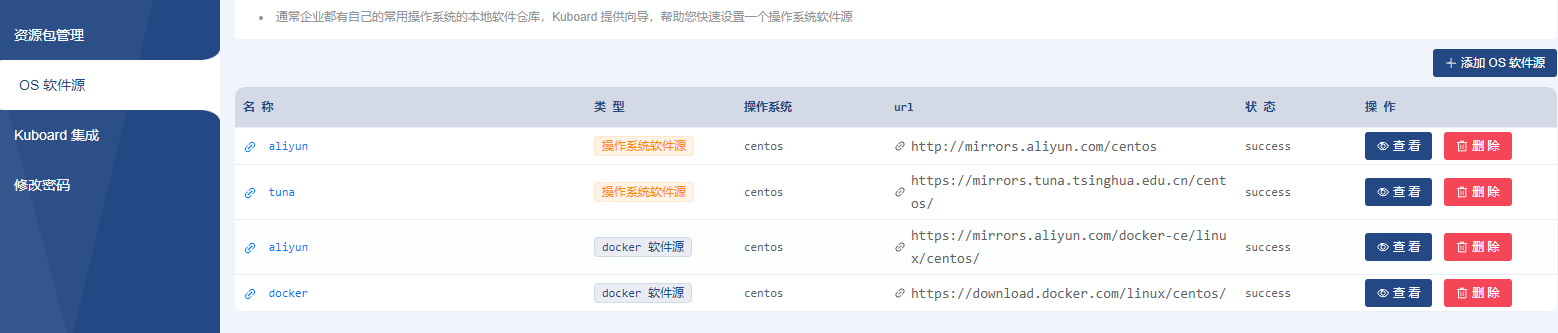 通常企业都有自己的常用操作系统的本地软件仓库，Kuboard 提供向导，帮助您快速设置一个操作系统软件源
资源包管理
OS 软件源
Kuboard 集成
修改密码
添加 OS 软件源
名 称 类 型 操作系统 url 状 态 操 作
aliyun 操作系统软件源 centos http://mirrors.aliyun.com/centos success 查 看 删 除
tuna 操作系统软件源 centos https://mirrors.tuna.tsinghua.edu.cn/cent success 查 看 删 除
os/
aliyun docker 软件源 centos https://mirrors.aliyun.com/docker-ce/linu success 查 看 删 除
x/centos/
docker docker 软件源 centos https://download.docker.com/linux/centos/ success 查 看 删 除